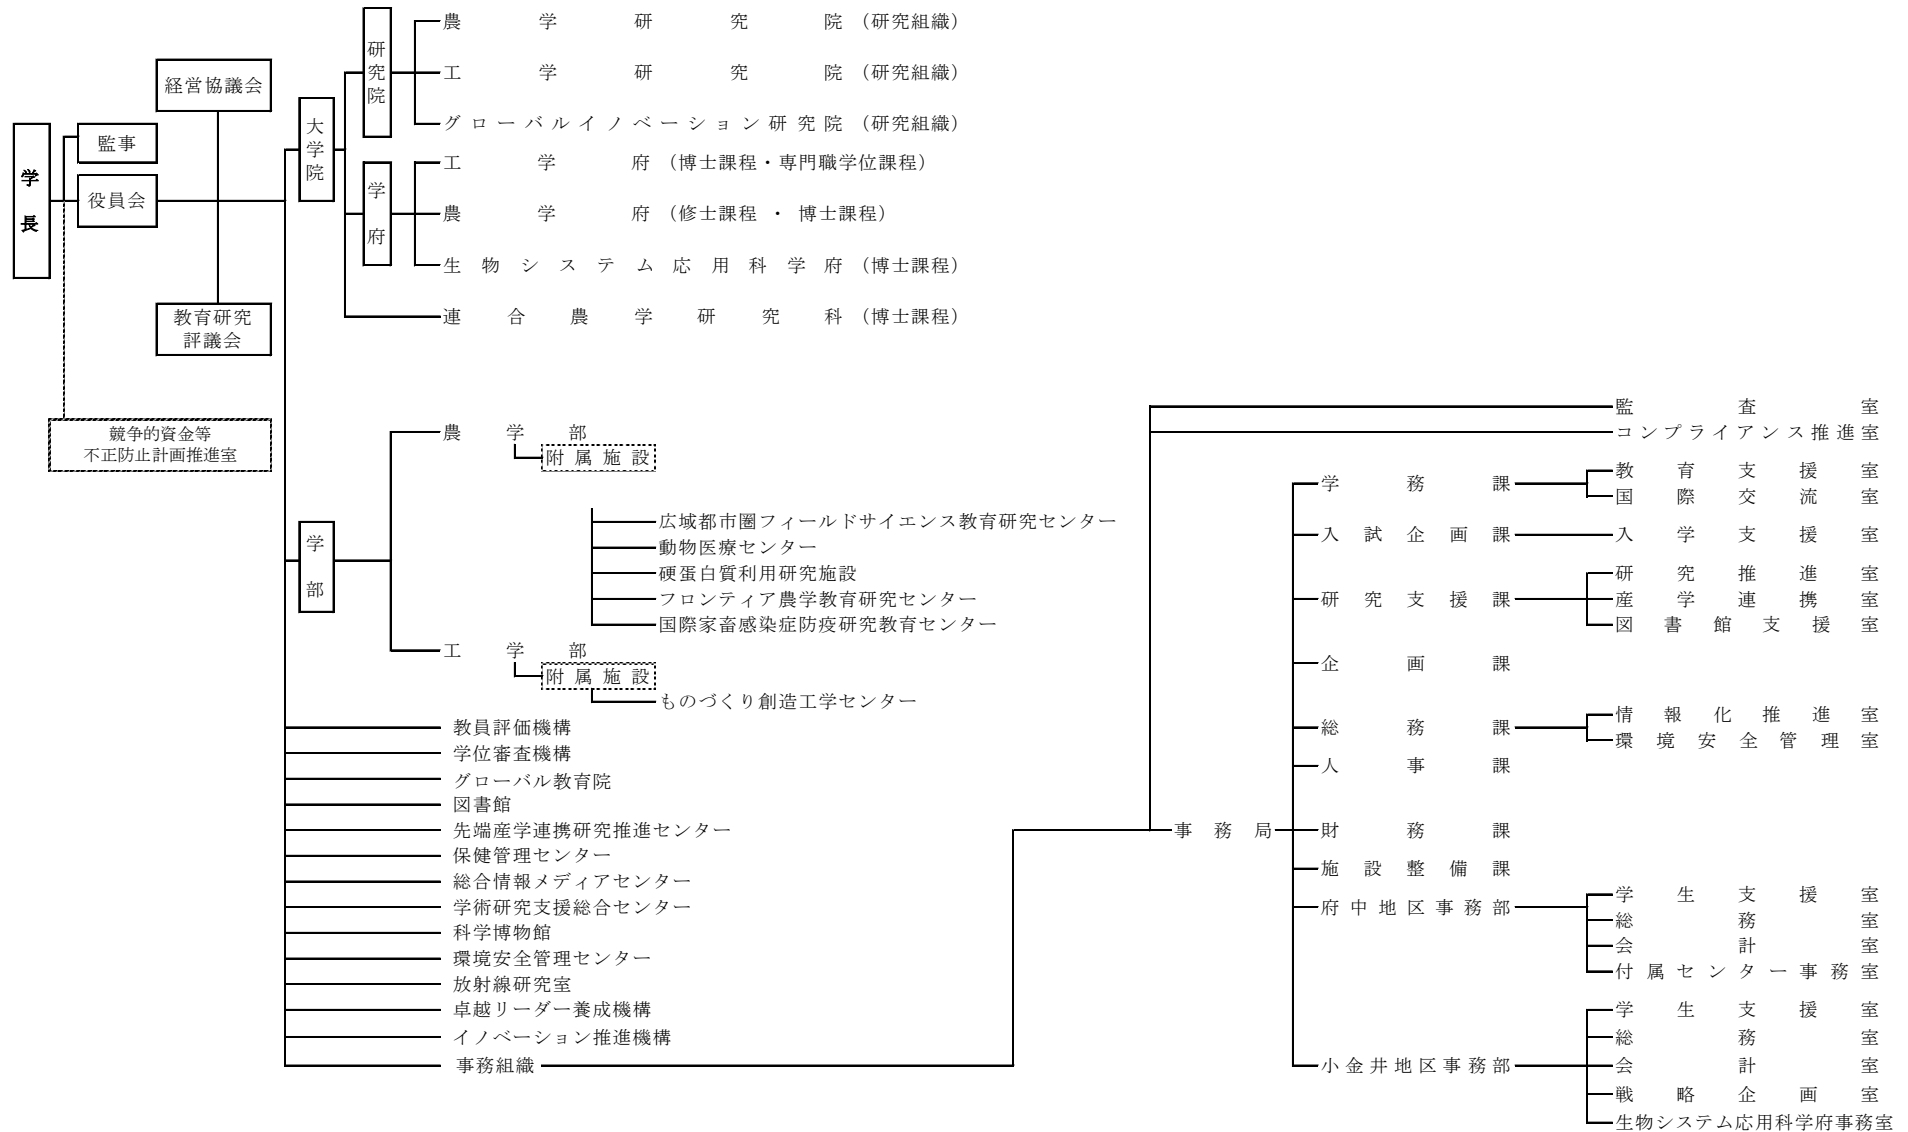 学長
監事
役員会
経営協議会
教育研究
評議会
競争的資金等
不正防止計画推進室
大学院
研究院
農学研究院（研究組織）
工学研究院（研究組織）
グローバルイノベーション研究院（研究組織）
学府
工学府（博士課程・専門職学位課程）
農学府（修士課程・博士課程）
生物システム応用科学府（博士課程）
連合農学研究科（博士課程）
学部
農学部
附属施設
広域都市圏フィールドサイエンス教育研究センター
動物医療センター
硬蛋白質利用研究施設
フロンティア農学教育研究センター
国際家畜感染症防疫研究教育センター
工学部
附属施設
ものづくり創造工学センター
教員評価機構
学位審査機構
グローバル教育院
図書館
先端産学連携研究推進センター
保健管理センター
総合情報メディアセンター
学術研究支援総合センター
科学博物館
環境安全管理センター
放射線研究室
卓越リーダー養成機構
イノベーション推進機構
事務組織
監査室
コンプライアンス推進室
事務局
学務課
教育支援室
国際交流室
入試企画課
入学支援室
研究支援課
研究推進室
産学連携室
図書館支援室
企画課
総務課
情報化推進室
環境安全管理室
人事課
財務課
施設整備課
府中地区事務部
学生支援室
総務室
会計室
付属センター事務室
小金井地区事務部
学生支援室
総務室
会計室
戦略企画室
生物システム応用科学府事務室